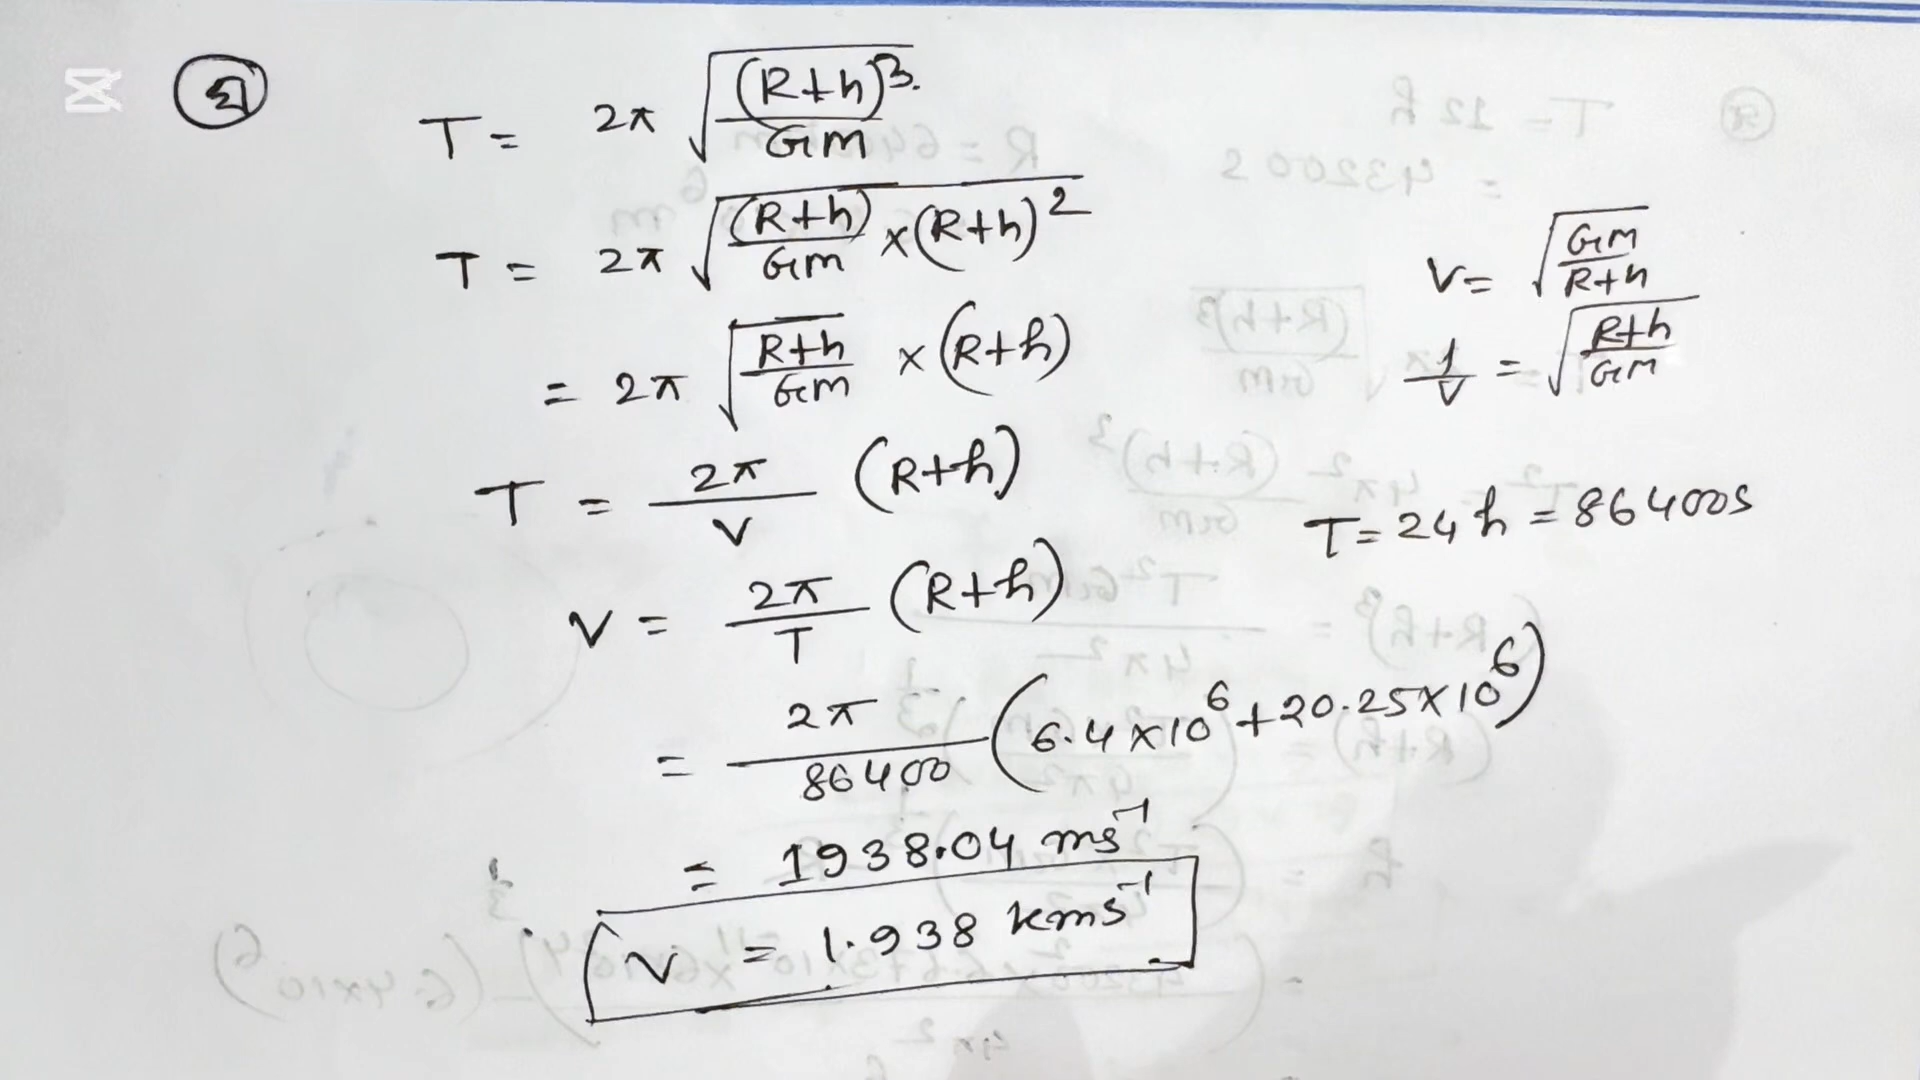 ঘ
T = 2π √((R+h)³/GM)
T = 2π √((R+h)/GM × (R+h)²)
= 2π √(R+h/GM) × (R+h)
T = 2π/V (R+h)
V = 2π/T (R+h)
= 2π/86400 (6.4×10⁶+20.25×10⁶)
= 1938.04 ms⁻¹
V = 1.938 kms⁻¹
V = √(GM/R+h)
1/V = √(R+h/GM)
T = 24 h = 86400s